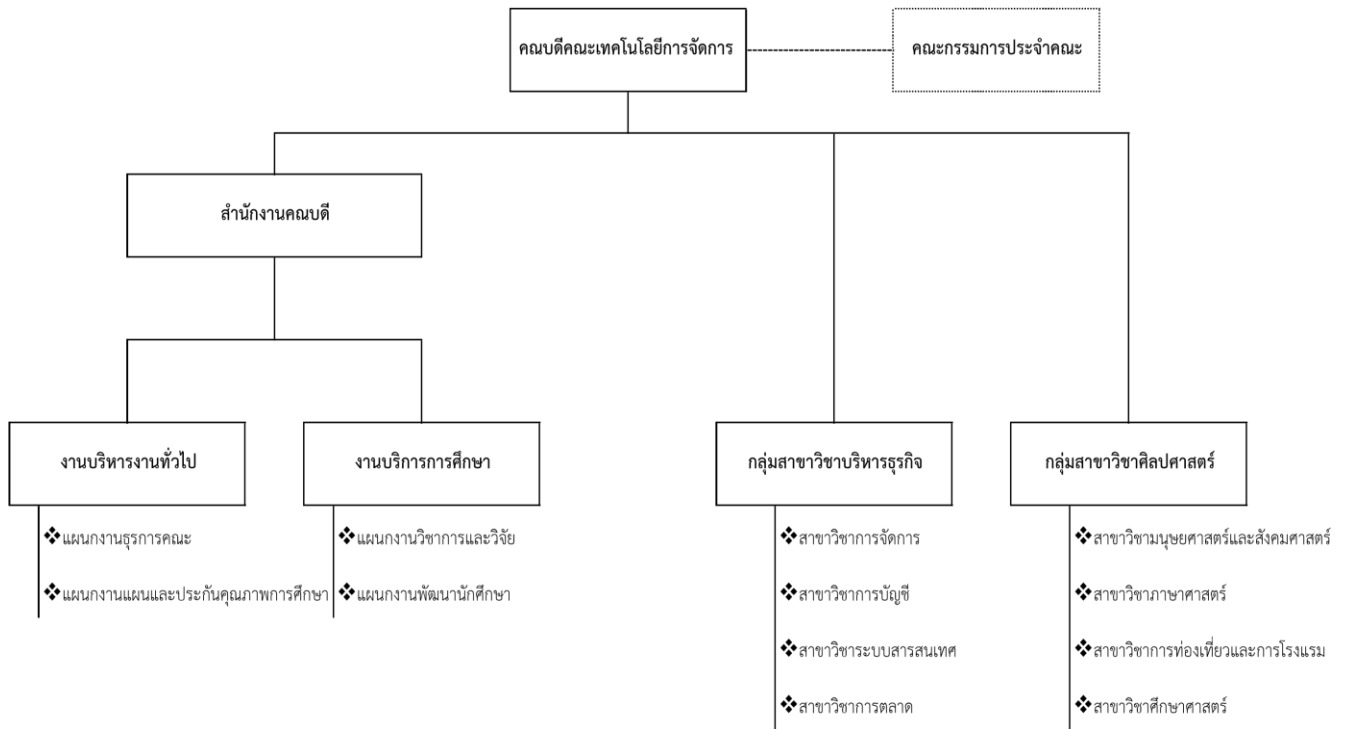 คณบดีคณะเทคโนโลยีการจัดการ
คณะกรรมการประจำคณะ
สำนักงานคณบดี
งานบริหารงานทั่วไป
งานบริการการศึกษา
กลุ่มสาขาวิชาบริหารธุรกิจ
กลุ่มสาขาวิชาศิลปศาสตร์
❖แผนกงานธุรการคณะ
❖แผนกงานแผนและประกันคุณภาพการศึกษา
❖แผนกงานวิชาการและวิจัย
❖แผนกงานพัฒนานักศึกษา
❖สาขาวิชาการจัดการ
❖สาขาวิชาการบัญชี
❖สาขาวิชาระบบสารสนเทศ
❖สาขาวิชาการตลาด
❖สาขาวิชามนุษยศาสตร์และสังคมศาสตร์
❖สาขาวิชาภาษาศาสตร์
❖สาขาวิชาการท่องเที่ยวและการโรงแรม
❖สาขาวิชาศึกษาศาสตร์